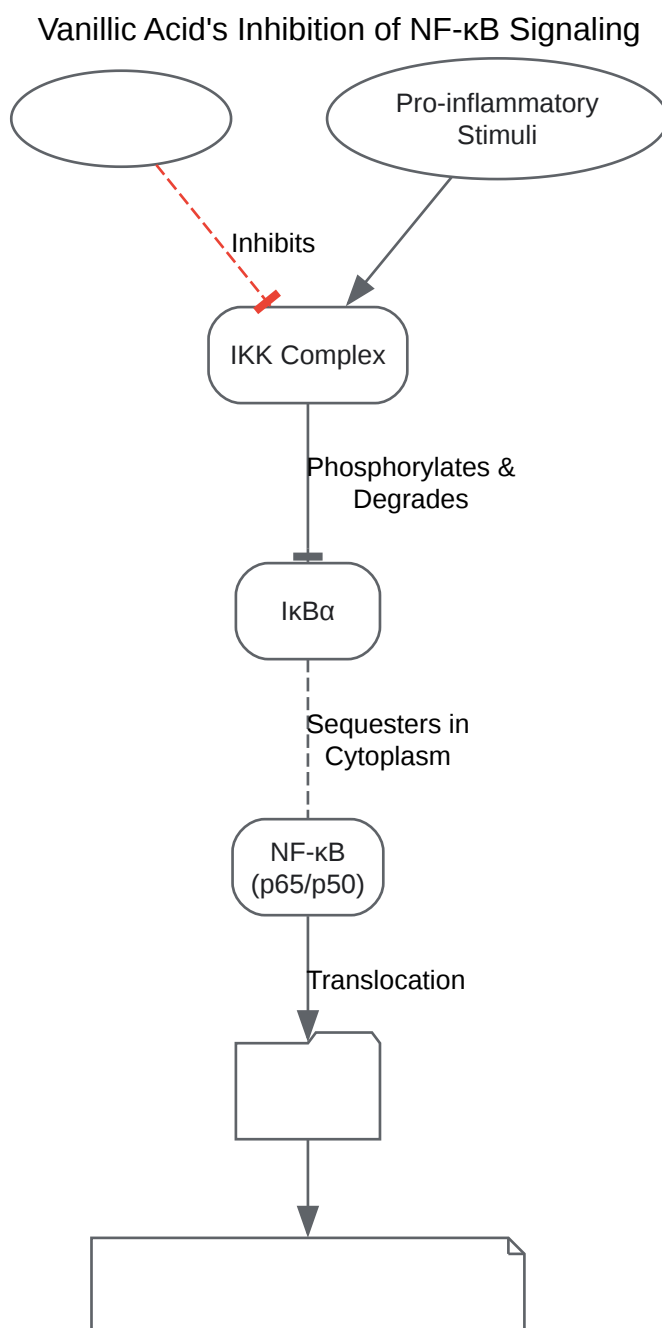 Vanillic Acid's Inhibition of NF-κB Signaling
Pro-inflammatory
Stimuli
Inhibits
IKK Complex
Phosphorylates &
Degrades
IκBα
Sequesters in
Cytoplasm
NF-κB
(p65/p50)
Translocation